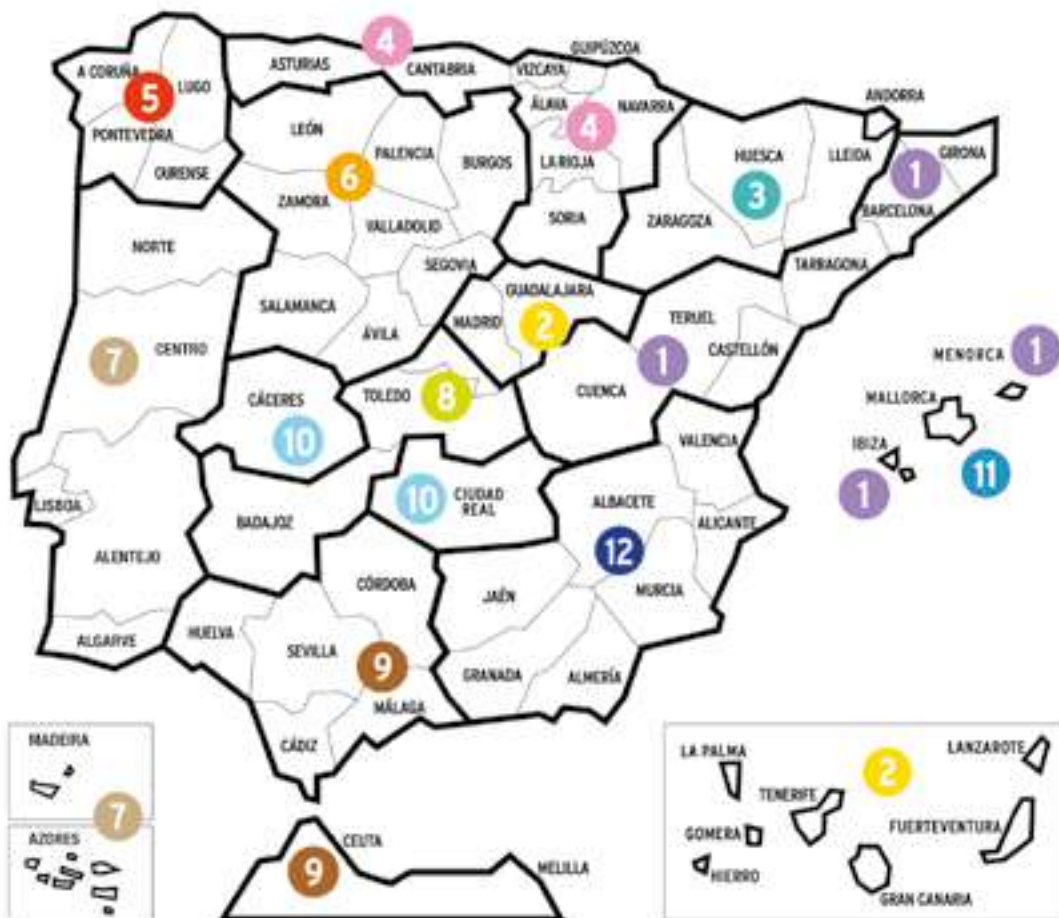 4
GUIPÚZCOA
A CORUÑA
LUGO
ASTURIAS
CANTABRIA
VIZCAYA
5
ÁLAVA
NAVARRA
ANDORRA
PONTEVEDRA
LEÓN
4
PALENCIA
BURGOS
LA RIOJA
HUESCA
LLEIDA
GIRONA
OURENSE
6
3
1
ZAMORA
BARCELONA
VALLADOLID
SORIA
ZARAGOZA
NORTE
SEGOVIA
TARRAGONA
SALAMANCA
GUADALAJARA
MADRID
2
TERUEL
ÁVILA
7
CENTRO
CASTELLÓN
MENORCA
1
1
CÁCERES
TOLEDO
8
CUENCA
MALLORCA
10
VALENCIA
IBIZA
11
1
LISBOA
BADAJOZ
10
CIUDAD
REAL
ALBACETE
ALICANTE
ALENTEJO
12
CÓRDOBA
JAÉN
MURCIA
ALGARVE
HUELVA
SEVILLA
9
GRANADA
ALMERÍA
MÁLAGA
CÁDIZ
MADEIRA
7
AZORES
CEUTA
9
MELILLA
LA PALMA
2
LANZAROTE
TENERIFE
GOMERA
FUERTEVENTURA
HIERRO
GRAN CANARIA